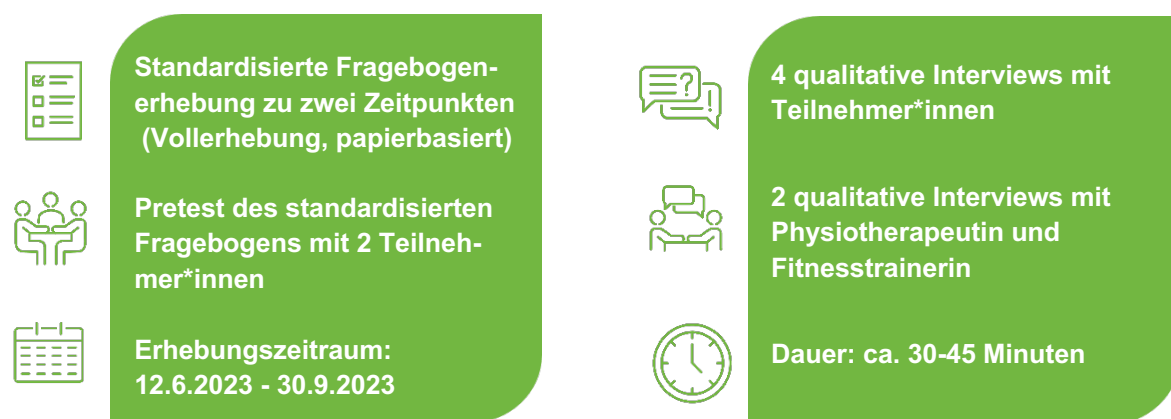 Standardisierte Fragebogen-
erhebung zu zwei Zeitpunkten
(Vollerhebung, papierbasiert)
Pretest des standardisierten
Fragebogens mit 2 Teilneh-
mer*innen
Erhebungszeitraum:
12.6.2023 - 30.9.2023
4 qualitative Interviews mit
Teilnehmer*innen
2 qualitative Interviews mit
Physiotherapeutin und
Fitnesstrainerin
Dauer: ca. 30-45 Minuten